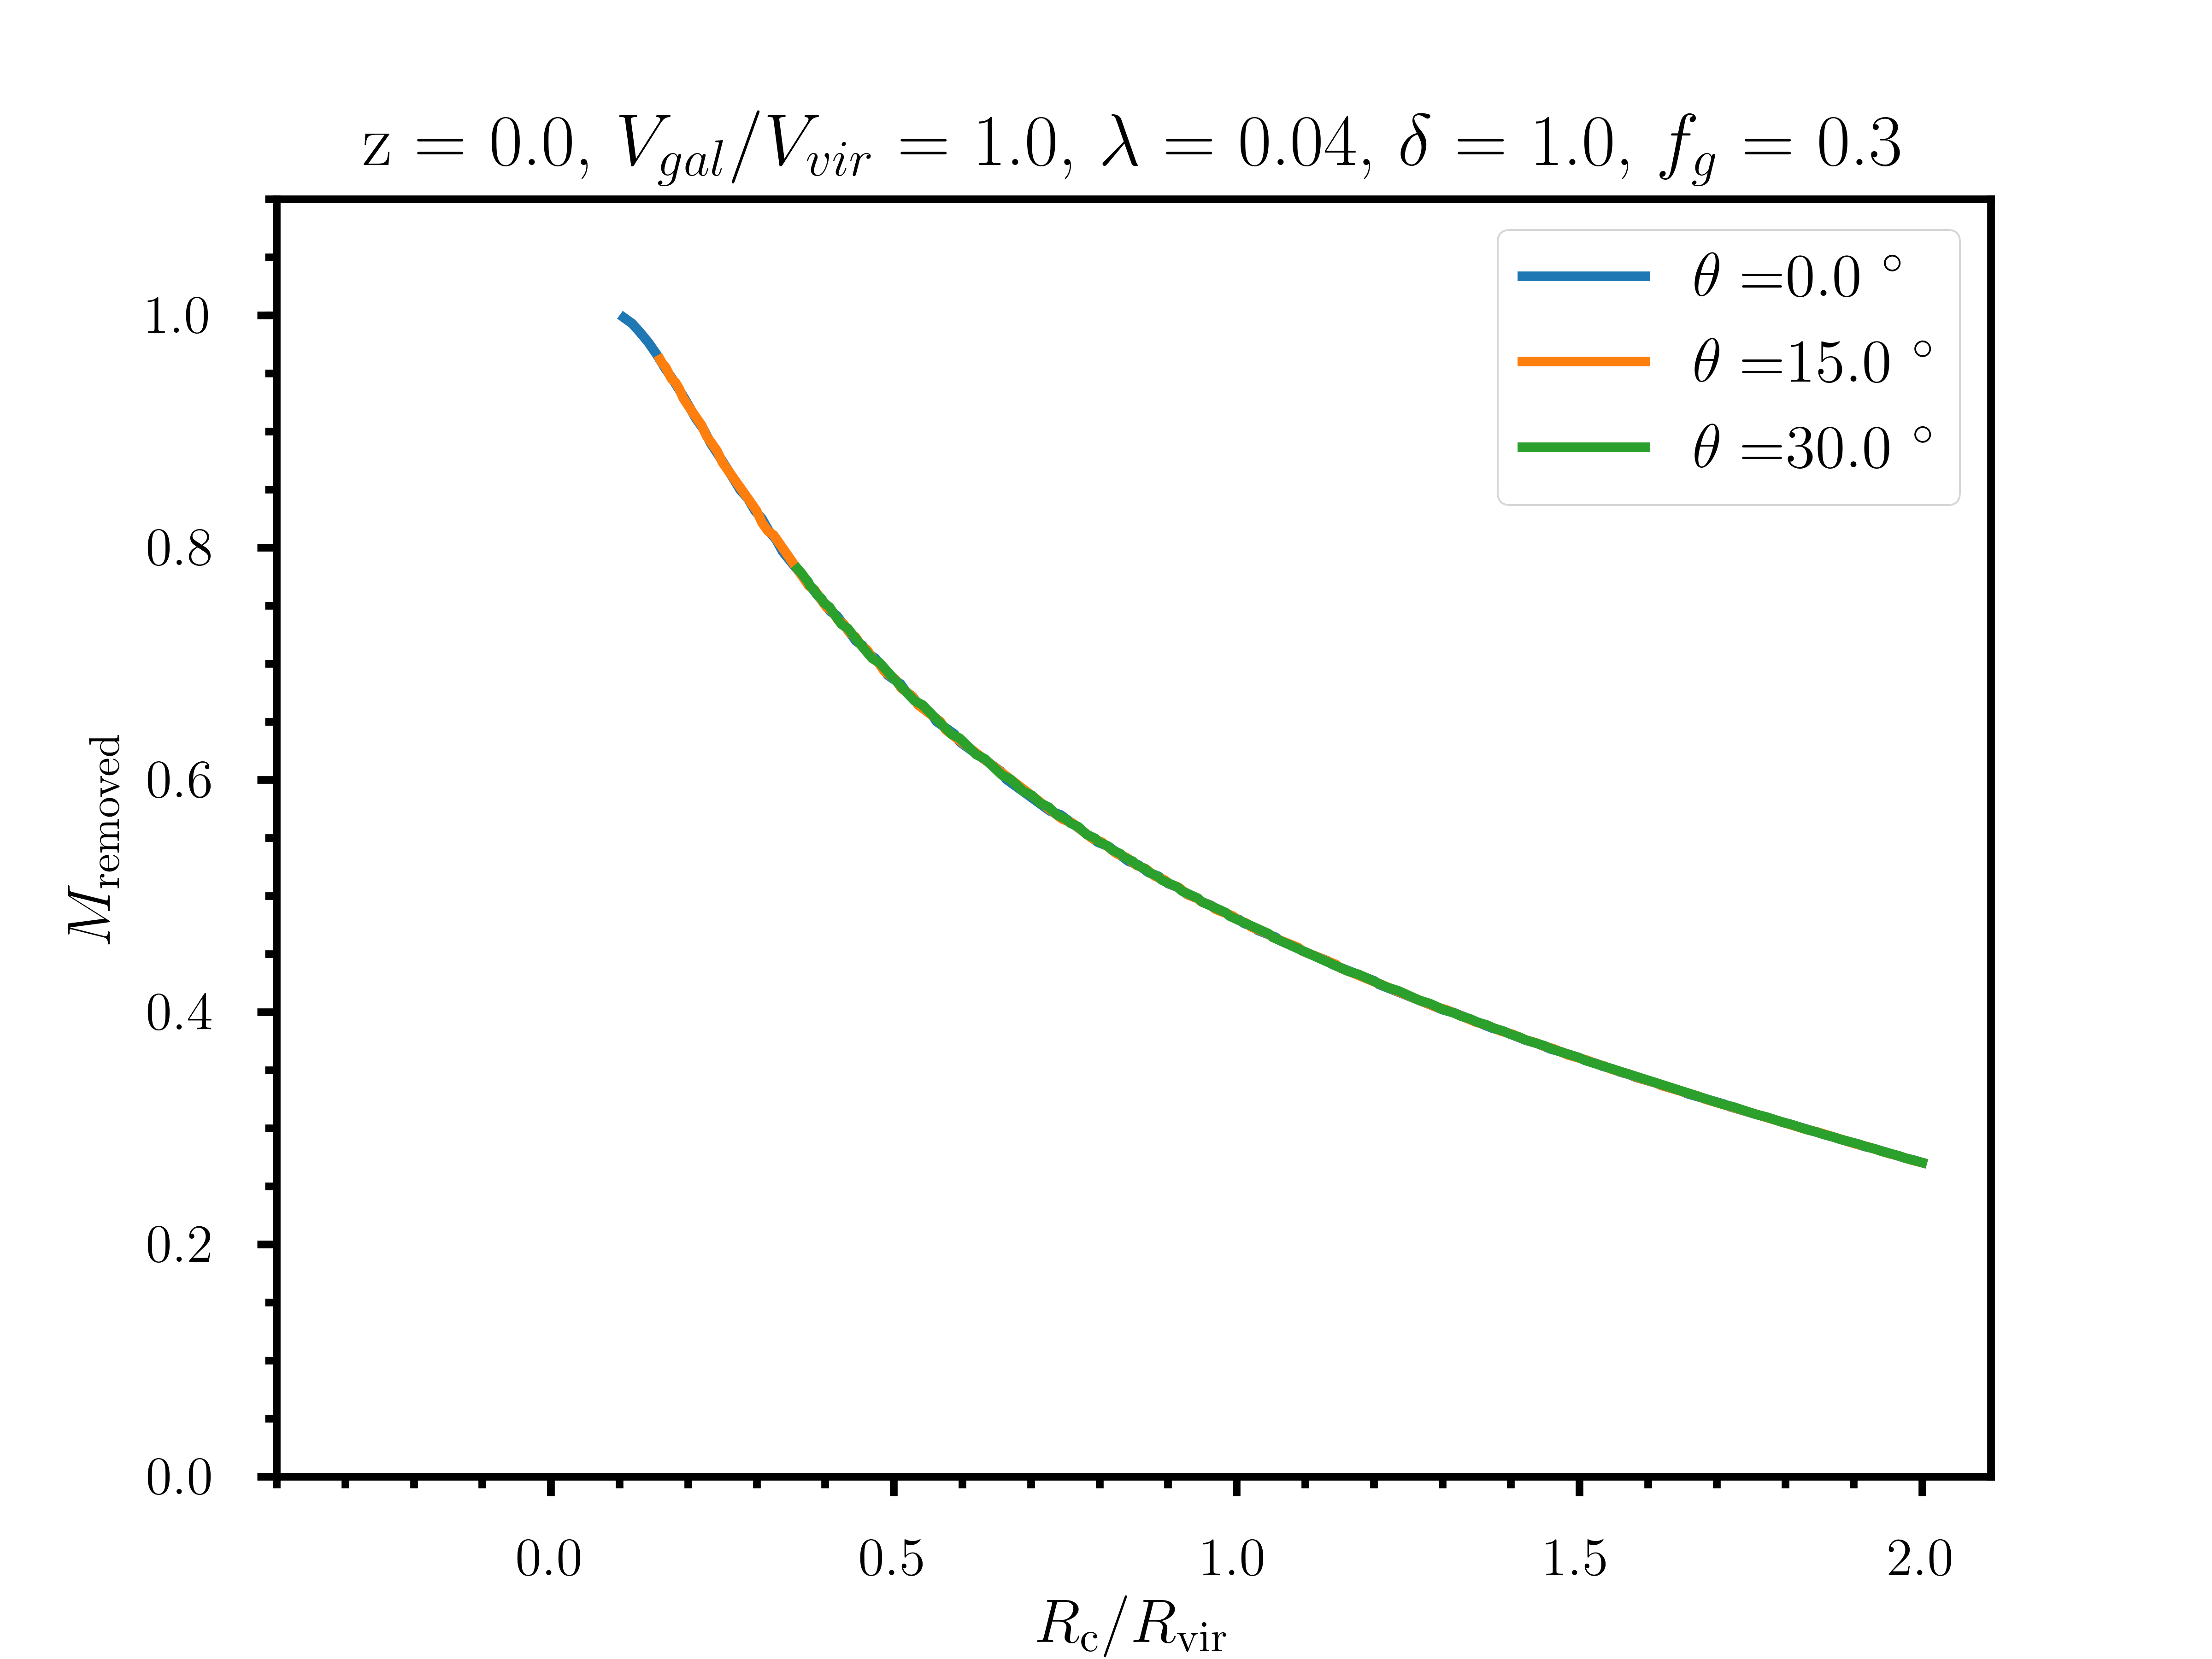 z = 0.0, V_gal/V_vir = 1.0, λ = 0.04, δ = 1.0, f_g = 0.3
θ =0.0 °
θ =15.0 °
θ =30.0 °
1.0
0.8
0.6
0.4
0.2
0.0
M_removed
0.0 0.5 1.0 1.5 2.0
R_c/R_vir